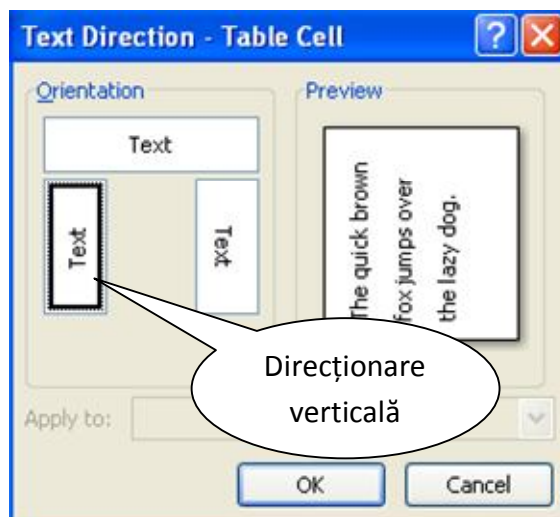 Text Direction - Table Cell
Orientation
Preview
Text
Text
Text
The quick brown
fox jumps over
the lazy dog.
Direcționare
verticală
Apply to:
OK
Cancel